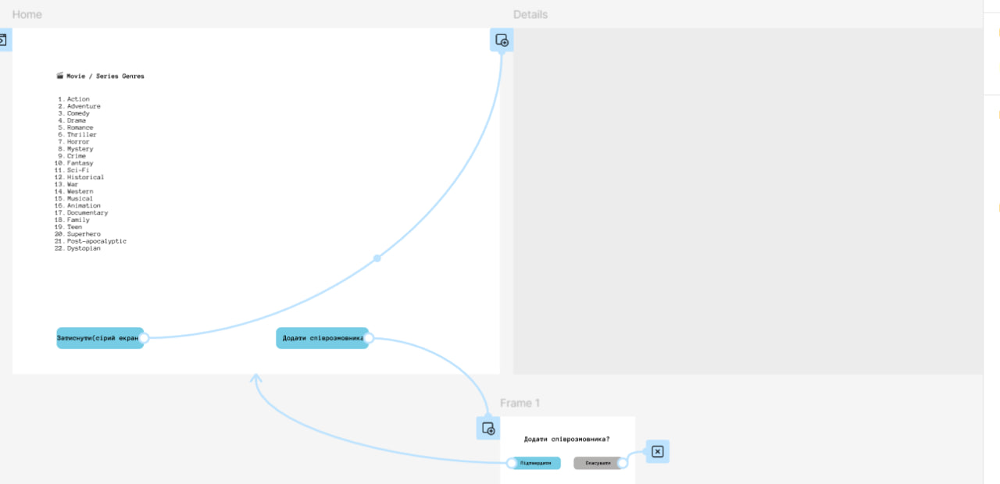 Home
Details
🎬 Movie / Series Genres
1. Action
2. Adventure
3. Comedy
4. Drama
5. Romance
6. Thriller
7. Horror
8. Mystery
9. Crime
10. Fantasy
11. Sci-Fi
12. Historical
13. War
14. Western
15. Musical
16. Animation
17. Documentary
18. Family
19. Teen
20. Superhero
21. Post-apocalyptic
22. Dystopian
Затиснути(сірий екран
Додати співрозмовника
Frame 1
Додати співрозмовника?
Підтвердити
Скасувати